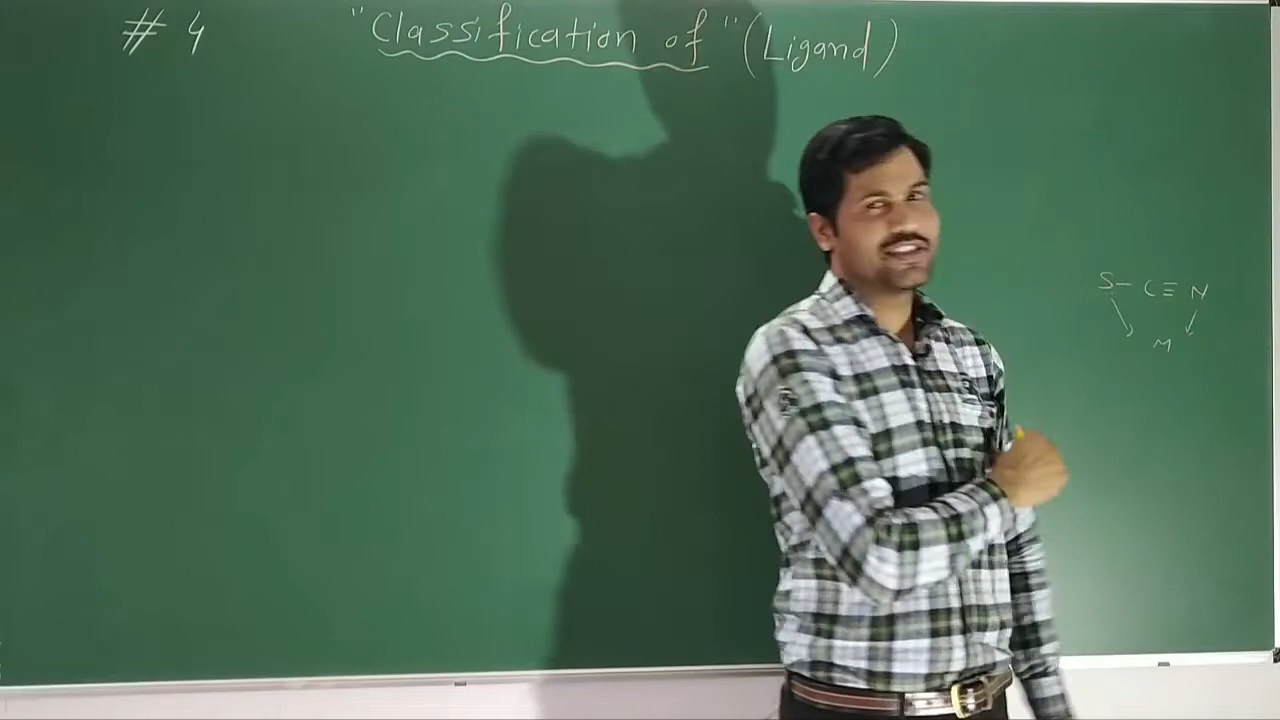 # 4 "Classification of" (Ligand)
S- C≡ N
M